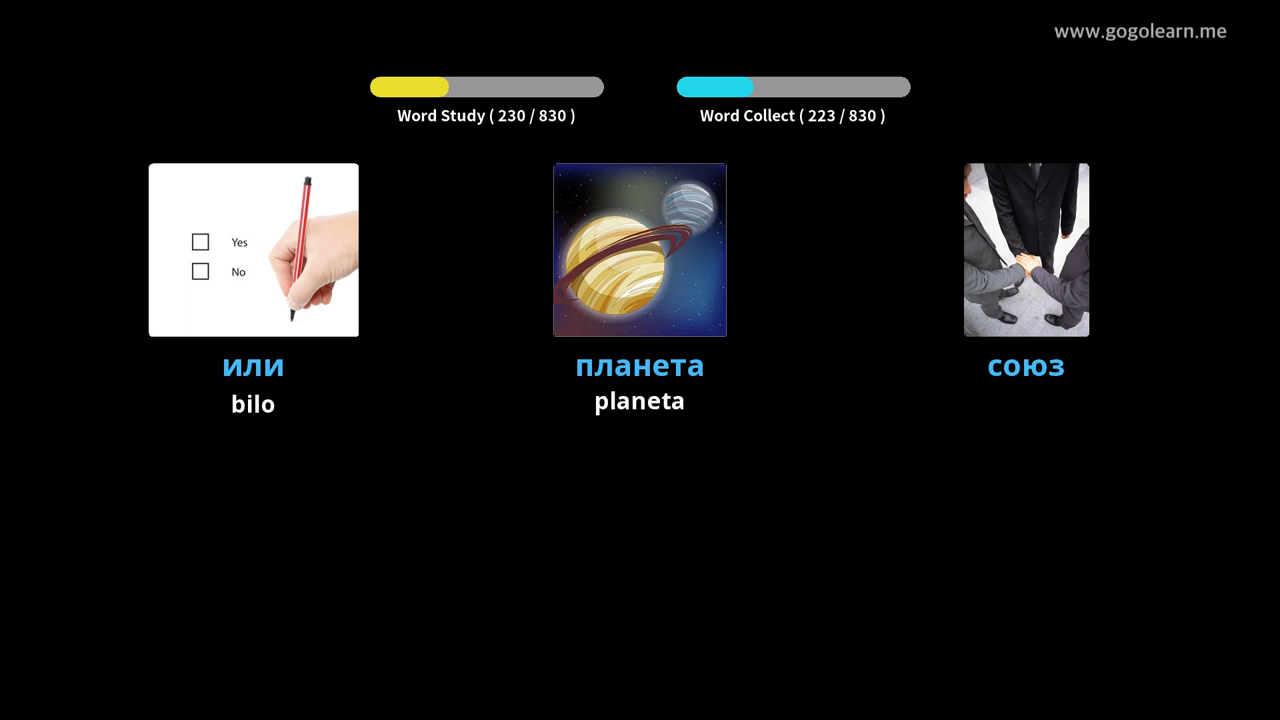 www.gogolearn.me
Word Study ( 230 / 830 )
Word Collect ( 223 / 830 )
Yes
No
или
планета
союз
bilo
planeta